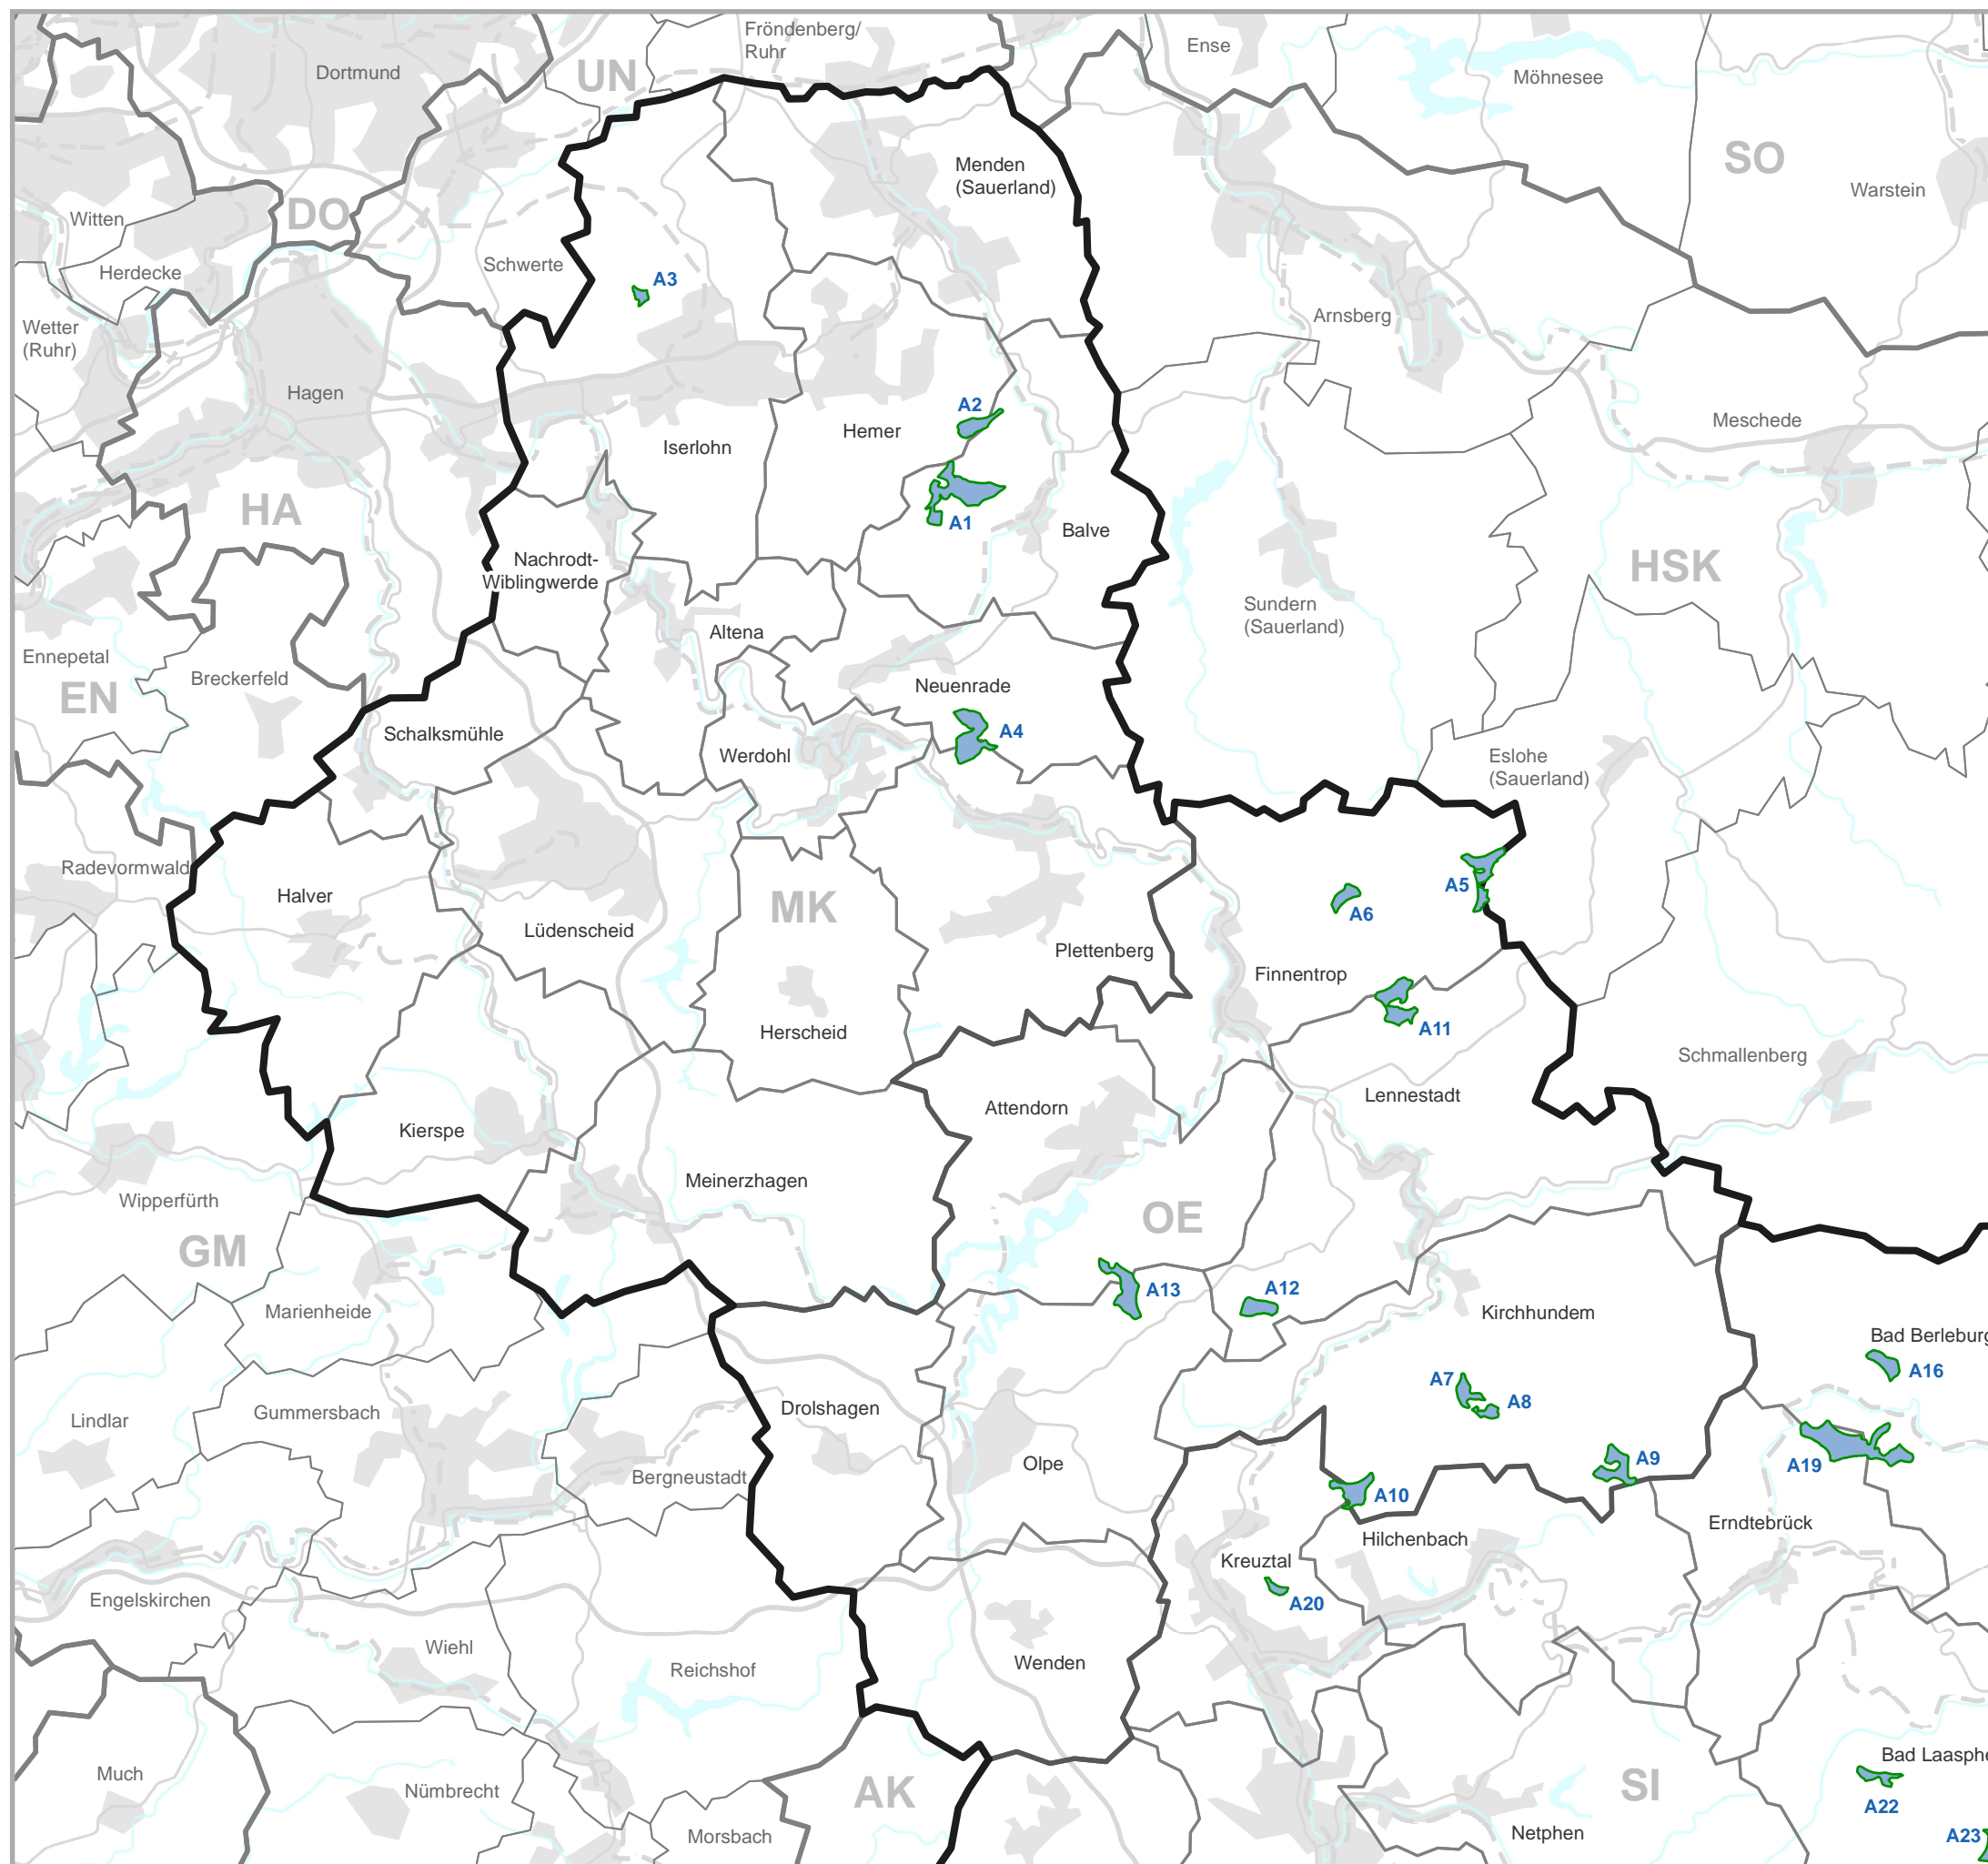 Fröndenberg/
Ruhr
Ense
Dortmund
UN
Möhnesee
Menden
(Sauerland)
SO
Warstein
Witten
DO
Herdecke
Schwerte
A3
Wetter
(Ruhr)
Arnsberg
Hagen
A2
Meschede
Hemer
Iserlohn
HA
A1
Balve
Nachrodt-
Wiblingwerde
HSK
Sundern
(Sauerland)
Altena
Ennepetal
Breckerfeld
EN
Neuenrade
Schalksmühle
A4
Werdohl
Eslohe
(Sauerland)
Radevormwald
A5
Halver
MK
A6
Lüdenscheid
Plettenberg
Finnentrop
Herscheid
A11
Schmallenberg
Lennestadt
Attendorn
Kierspe
Meinerzhagen
Wipperfürth
OE
GM
A13
A12
Marienheide
Kirchhundem
Bad Berleburg
A16
A7
A8
Drolshagen
Gummersbach
Lindlar
Olpe
A9
A19
Bergneustadt
A10
Erndtebrück
Hilchenbach
Kreuztal
Engelskirchen
A20
Wiehl
Wenden
Reichshof
Bad Laasphe
Much
Nümbrecht
AK
SI
A22
Morsbach
Netphen
A23